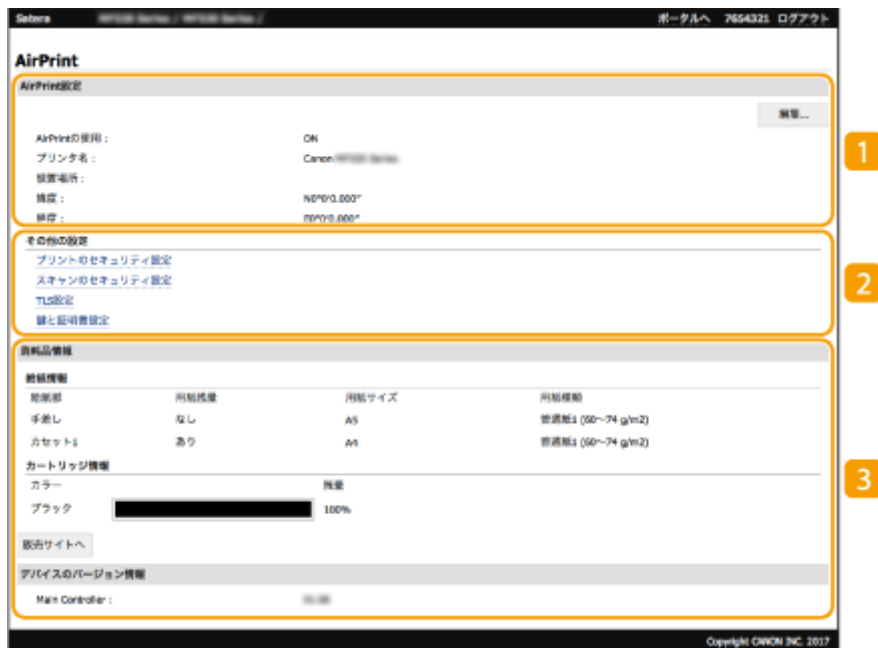 Satera
ポータルへ 7654321 ログアウト
AirPrint
AirPrint設定
編集...
AirPrintの使用 : ON
プリンタ名 : Canon
設置場所 :
緯度 : N0°0'0.000"
経度 : E0°0'0.000"
1
その他の設定
プリントのセキュリティ設定
スキャンのセキュリティ設定
TLS設定
鍵と証明書設定
2
消耗品情報
給紙情報
給紙部 用紙残量 用紙サイズ 用紙種類
手差し なし A5 普通紙1 (60〜74 g/m2)
カセット1 あり A4 普通紙1 (60〜74 g/m2)
カートリッジ情報
カラー 残量
ブラック 100%
販売サイトへ
3
デバイスのバージョン情報
Main Controller :
Copyright CANON INC. 2017